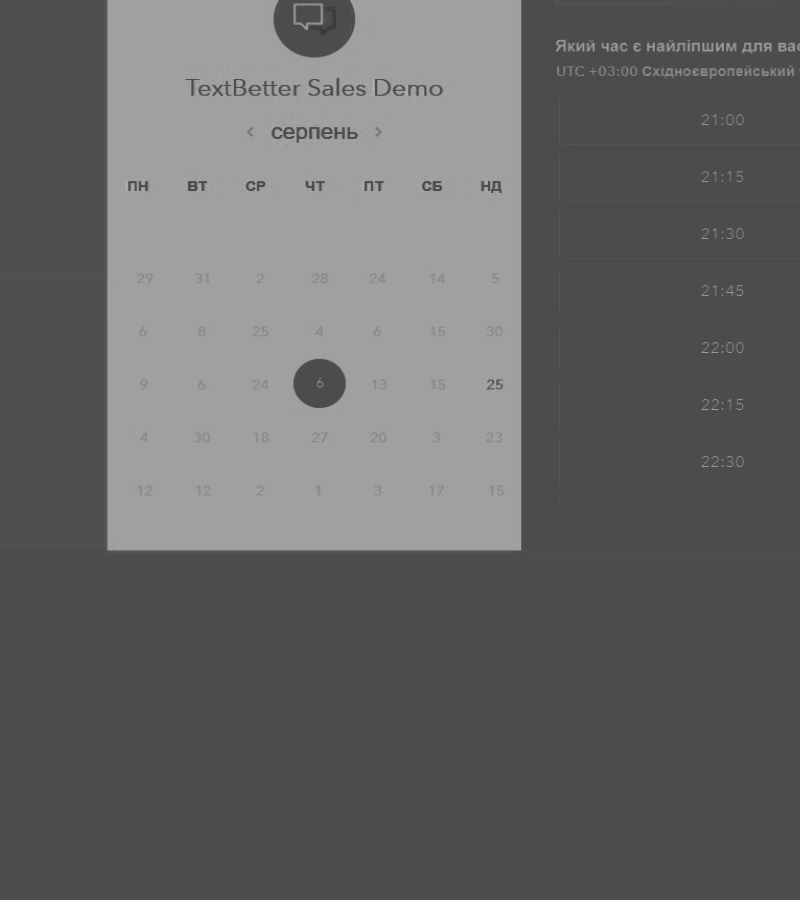 TextBetter Sales Demo
серпень
ПН ВТ СР ЧТ ПТ СБ НД
29 31 2 28 24 14 5
6 8 25 4 6 15 30
9 6 24 6 13 15 25
4 30 18 27 20 3 23
12 12 2 1 3 17 15
Який час є найліпшим для вас
UTC +03:00 Східноєвропейський
21:00
21:15
21:30
21:45
22:00
22:15
22:30